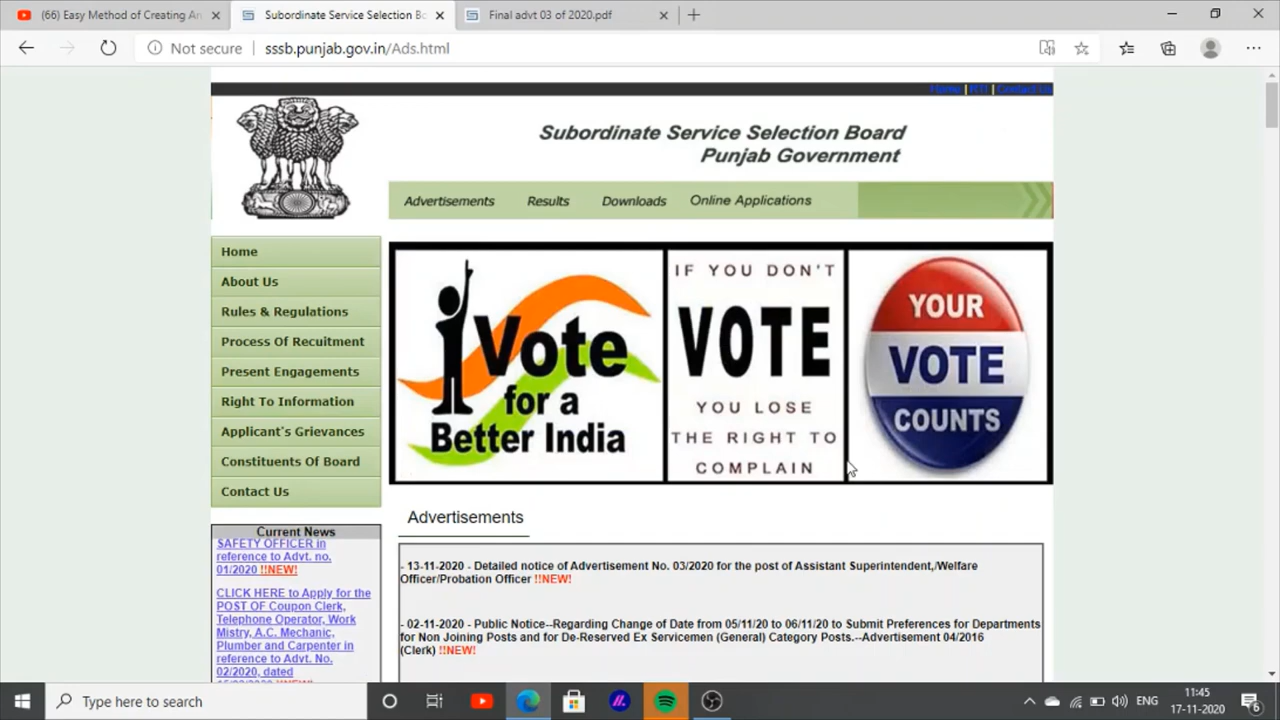 (66) Easy Method of Creating An
Subordinate Service Selection Bo
Final advt 03 of 2020.pdf
Not secure
sssb.punjab.gov.in/Ads.html
Home | RTI | Contact Us
Subordinate Service Selection Board
Punjab Government
Advertisements
Results
Downloads
Online Applications
Home
About Us
Rules & Regulations
Process Of Recuitment
Present Engagements
Right To Information
Applicant's Grievances
Constituents Of Board
Contact Us
Vote
for a
Better India
IF YOU DON'T
VOTE
YOU LOSE
THE RIGHT TO
COMPLAIN
YOUR
VOTE
COUNTS
Current News
SAFETY OFFICER in
reference to Advt. no.
01/2020 !!NEW!
CLICK HERE to Apply for the
POST OF Coupon Clerk,
Telephone Operator, Work
Mistry, A.C. Mechanic,
Plumber and Carpenter in
reference to Advt. No.
02/2020, dated
Advertisements
- 13-11-2020 - Detailed notice of Advertisement No. 03/2020 for the post of Assistant Superintendent,/Welfare
Officer/Probation Officer !!NEW!
- 02-11-2020 - Public Notice--Regarding Change of Date from 05/11/20 to 06/11/20 to Submit Preferences for Departments
for Non Joining Posts and for De-Reserved Ex Servicemen (General) Category Posts.--Advertisement 04/2016
(Clerk) !!NEW!
Type here to search
ENG
11:45
17-11-2020
6